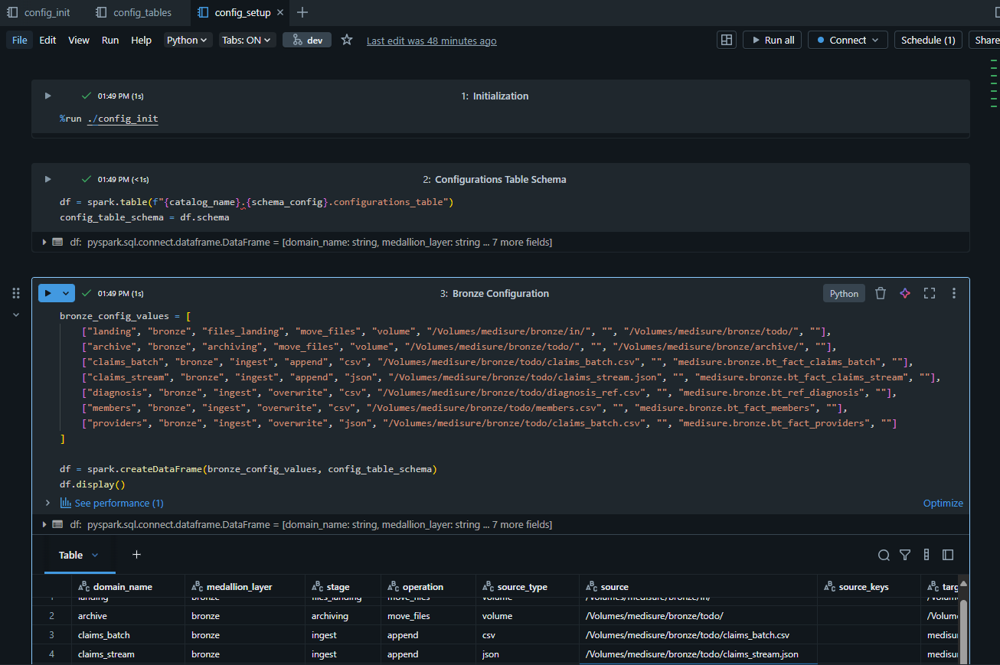 config_init config_tables config_setup
File Edit View Run Help Python Tabs: ON dev Last edit was 48 minutes ago Run all Connect Schedule (1) Share
01:49 PM (1s) 1: Initialization
%run ./config_init
01:49 PM (<1s) 2: Configurations Table Schema
df = spark.table(f"{catalog_name}.{schema_config}.configurations_table")
config_table_schema = df.schema
df: pyspark.sql.connect.dataframe.DataFrame = [domain_name: string, medallion_layer: string ... 7 more fields]
01:49 PM (1s) 3: Bronze Configuration Python
bronze_config_values = [
["landing", "bronze", "files_landing", "move_files", "volume", "/Volumes/medisure/bronze/in/", "", "/Volumes/medisure/bronze/todo/", ""],
["archive", "bronze", "archiving", "move_files", "volume", "/Volumes/medisure/bronze/todo/", "", "/Volumes/medisure/bronze/archive/", ""],
["claims_batch", "bronze", "ingest", "append", "csv", "/Volumes/medisure/bronze/todo/claims_batch.csv", "", "medisure.bronze.bt_fact_claims_batch", ""],
["claims_stream", "bronze", "ingest", "append", "json", "/Volumes/medisure/bronze/todo/claims_stream.json", "", "medisure.bronze.bt_fact_claims_stream", ""],
["diagnosis", "bronze", "ingest", "overwrite", "csv", "/Volumes/medisure/bronze/todo/diagnosis_ref.csv", "", "medisure.bronze.bt_ref_diagnosis", ""],
["members", "bronze", "ingest", "overwrite", "csv", "/Volumes/medisure/bronze/todo/members.csv", "", "medisure.bronze.bt_fact_members", ""],
["providers", "bronze", "ingest", "overwrite", "json", "/Volumes/medisure/bronze/todo/claims_batch.csv", "", "medisure.bronze.bt_fact_providers", ""]
]
df = spark.createDataFrame(bronze_config_values, config_table_schema)
df.display()
See performance (1) Optimize
df: pyspark.sql.connect.dataframe.DataFrame = [domain_name: string, medallion_layer: string ... 7 more fields]
Table
domain_name medallion_layer stage operation source_type source source_keys targ
1 landing bronze files_landing move_files volume /Volumes/medisure/bronze/in/ /Volum
2 archive bronze archiving move_files volume /Volumes/medisure/bronze/todo/ /Volum
3 claims_batch bronze ingest append csv /Volumes/medisure/bronze/todo/claims_batch.csv medisu
4 claims_stream bronze ingest append json /Volumes/medisure/bronze/todo/claims_stream.json medisu